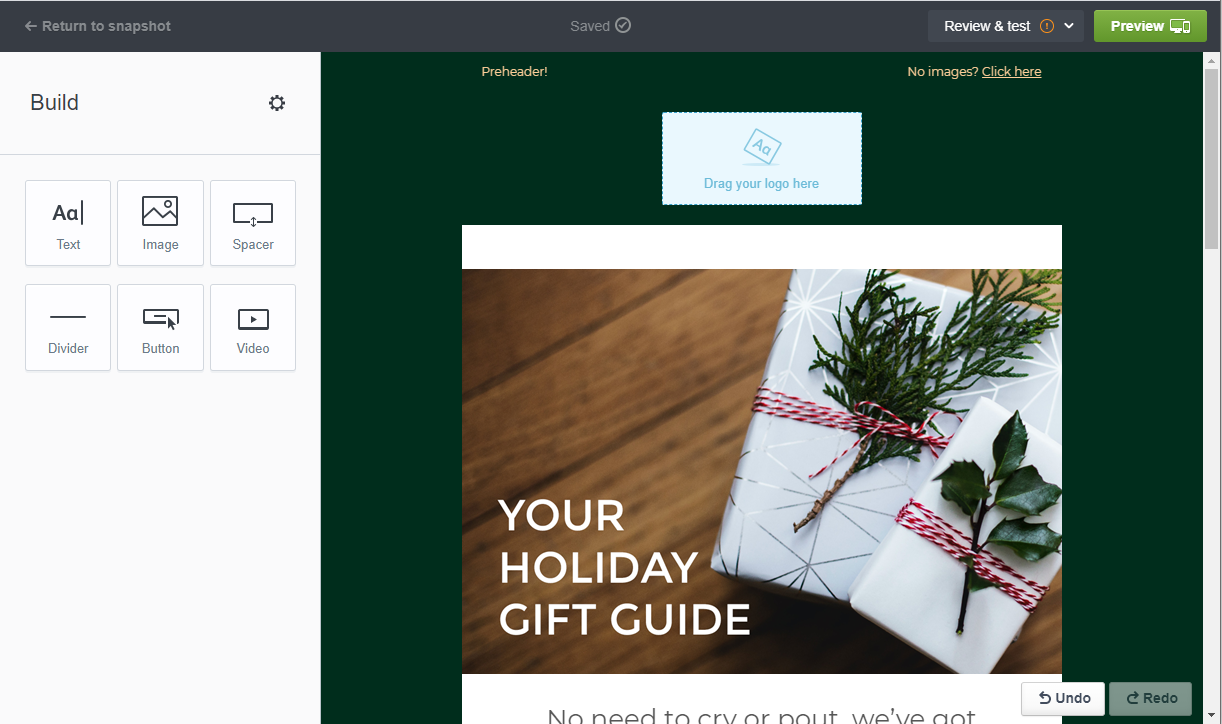 Return to snapshot
Saved
Review & test
Preview
Build
Aa
Text
Image
Spacer
Divider
Button
Video
Preheader!
No images? Click here
Aa
Drag your logo here
YOUR
HOLIDAY
GIFT GUIDE
No need to cry or pout, we've got
Undo
Redo